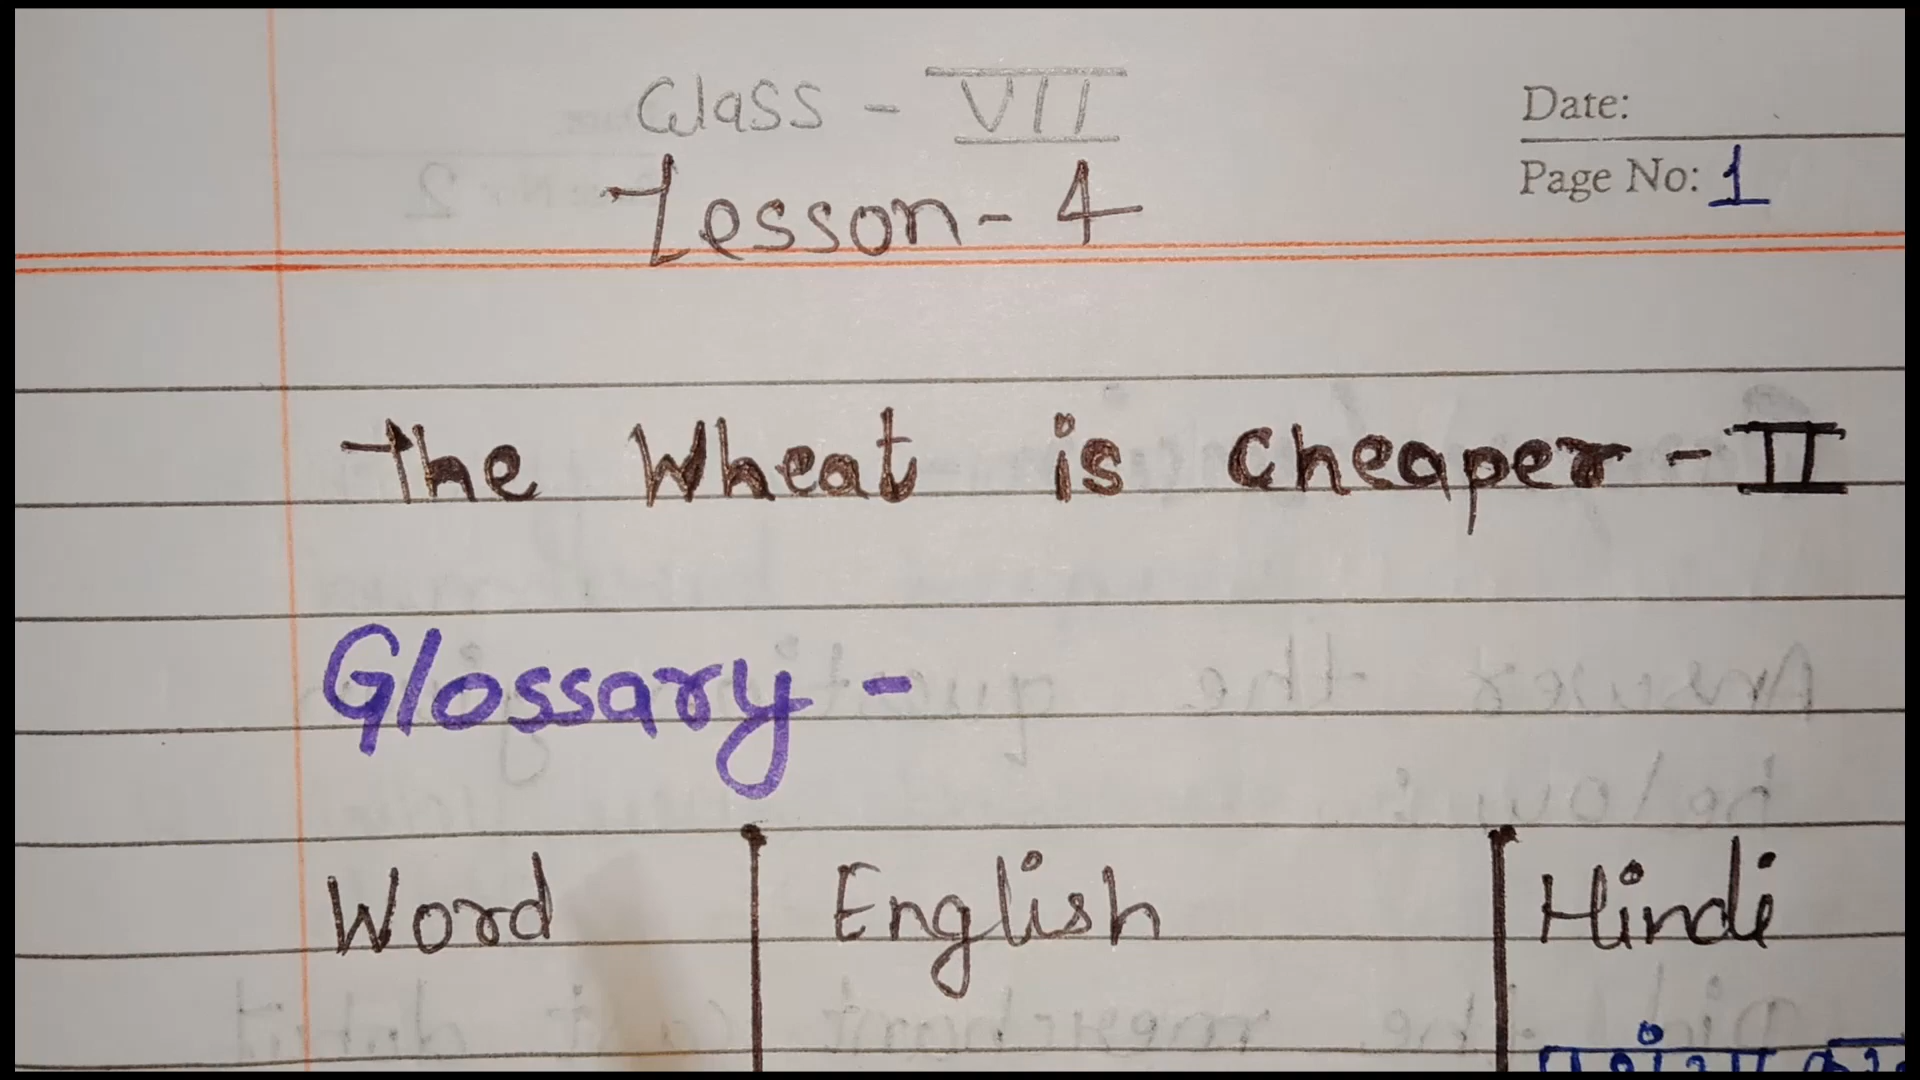 Class - VII
Date:
Lesson - 4
Page No: 1
The Wheat is Cheaper - II
Glossary -
Word English Hindi